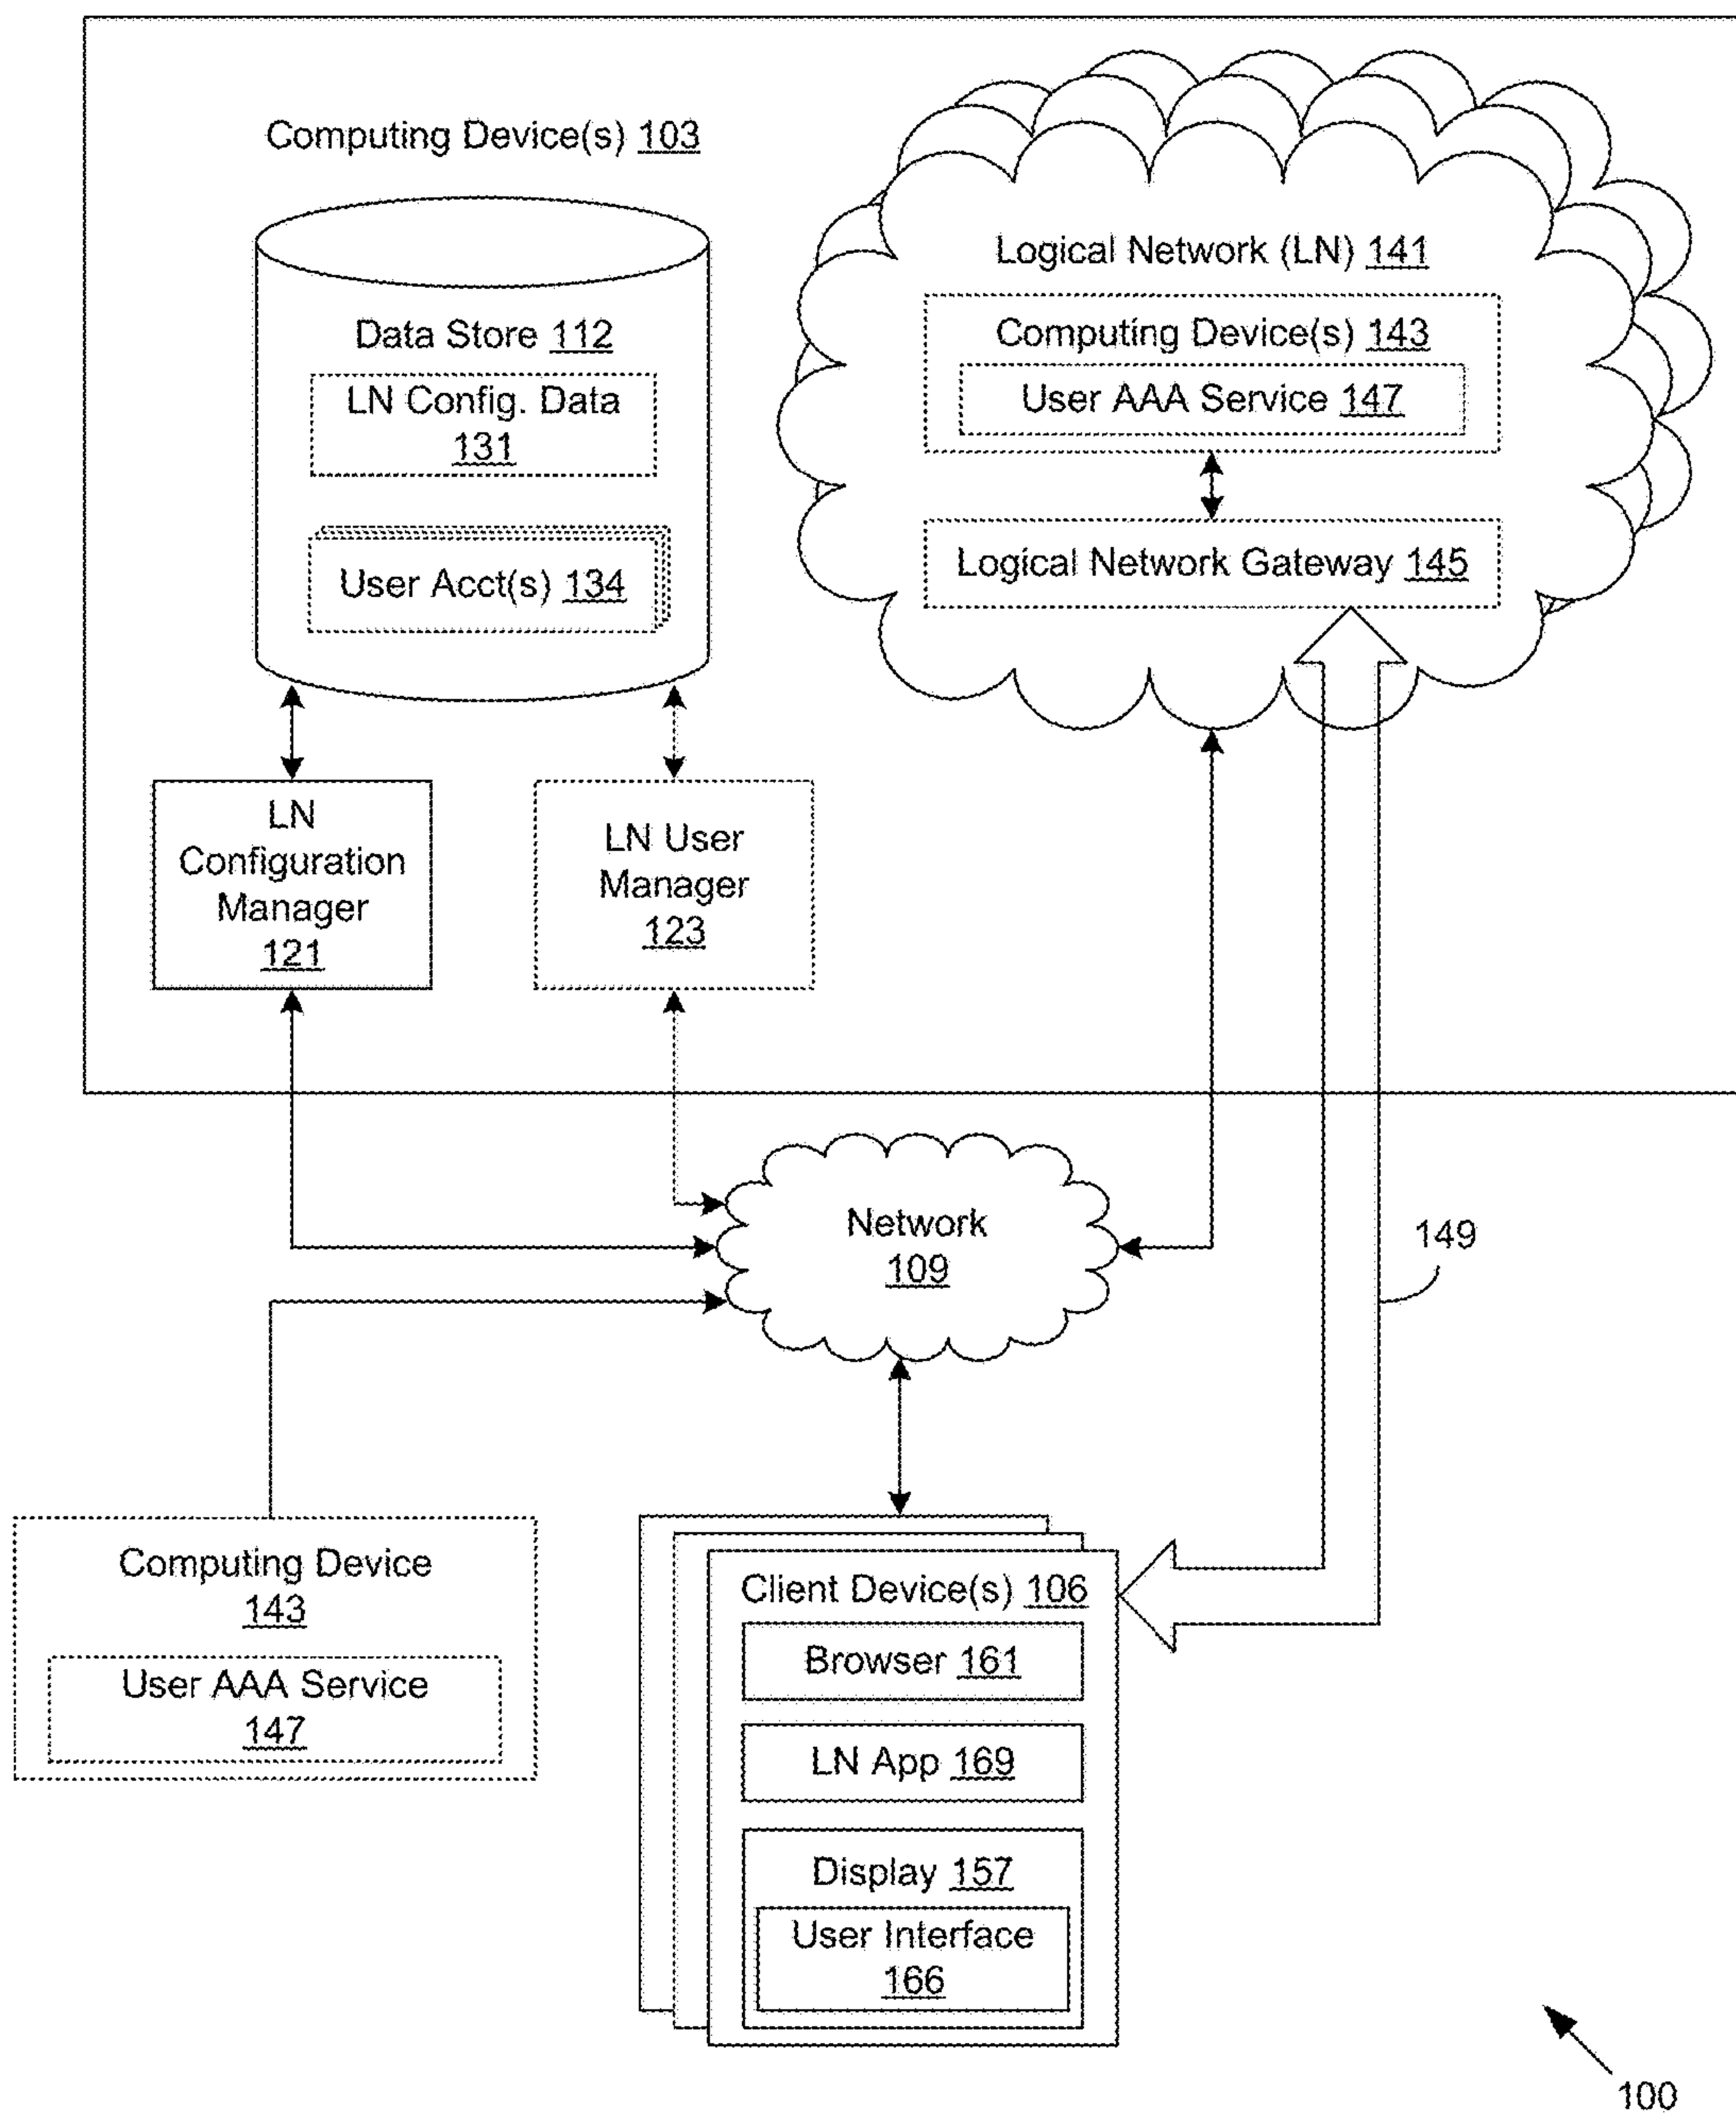 Computing Device(s) 103
Data Store 112
LN Config. Data
131
User Acct(s) 134
Logical Network (LN) 141
Computing Device(s) 143
User AAA Service 147
Logical Network Gateway 145
LN
Configuration
Manager
121
LN User
Manager
123
Network
109
149
Computing Device
143
User AAA Service
147
Client Device(s) 106
Browser 161
LN App 169
Display 157
User Interface
166
100